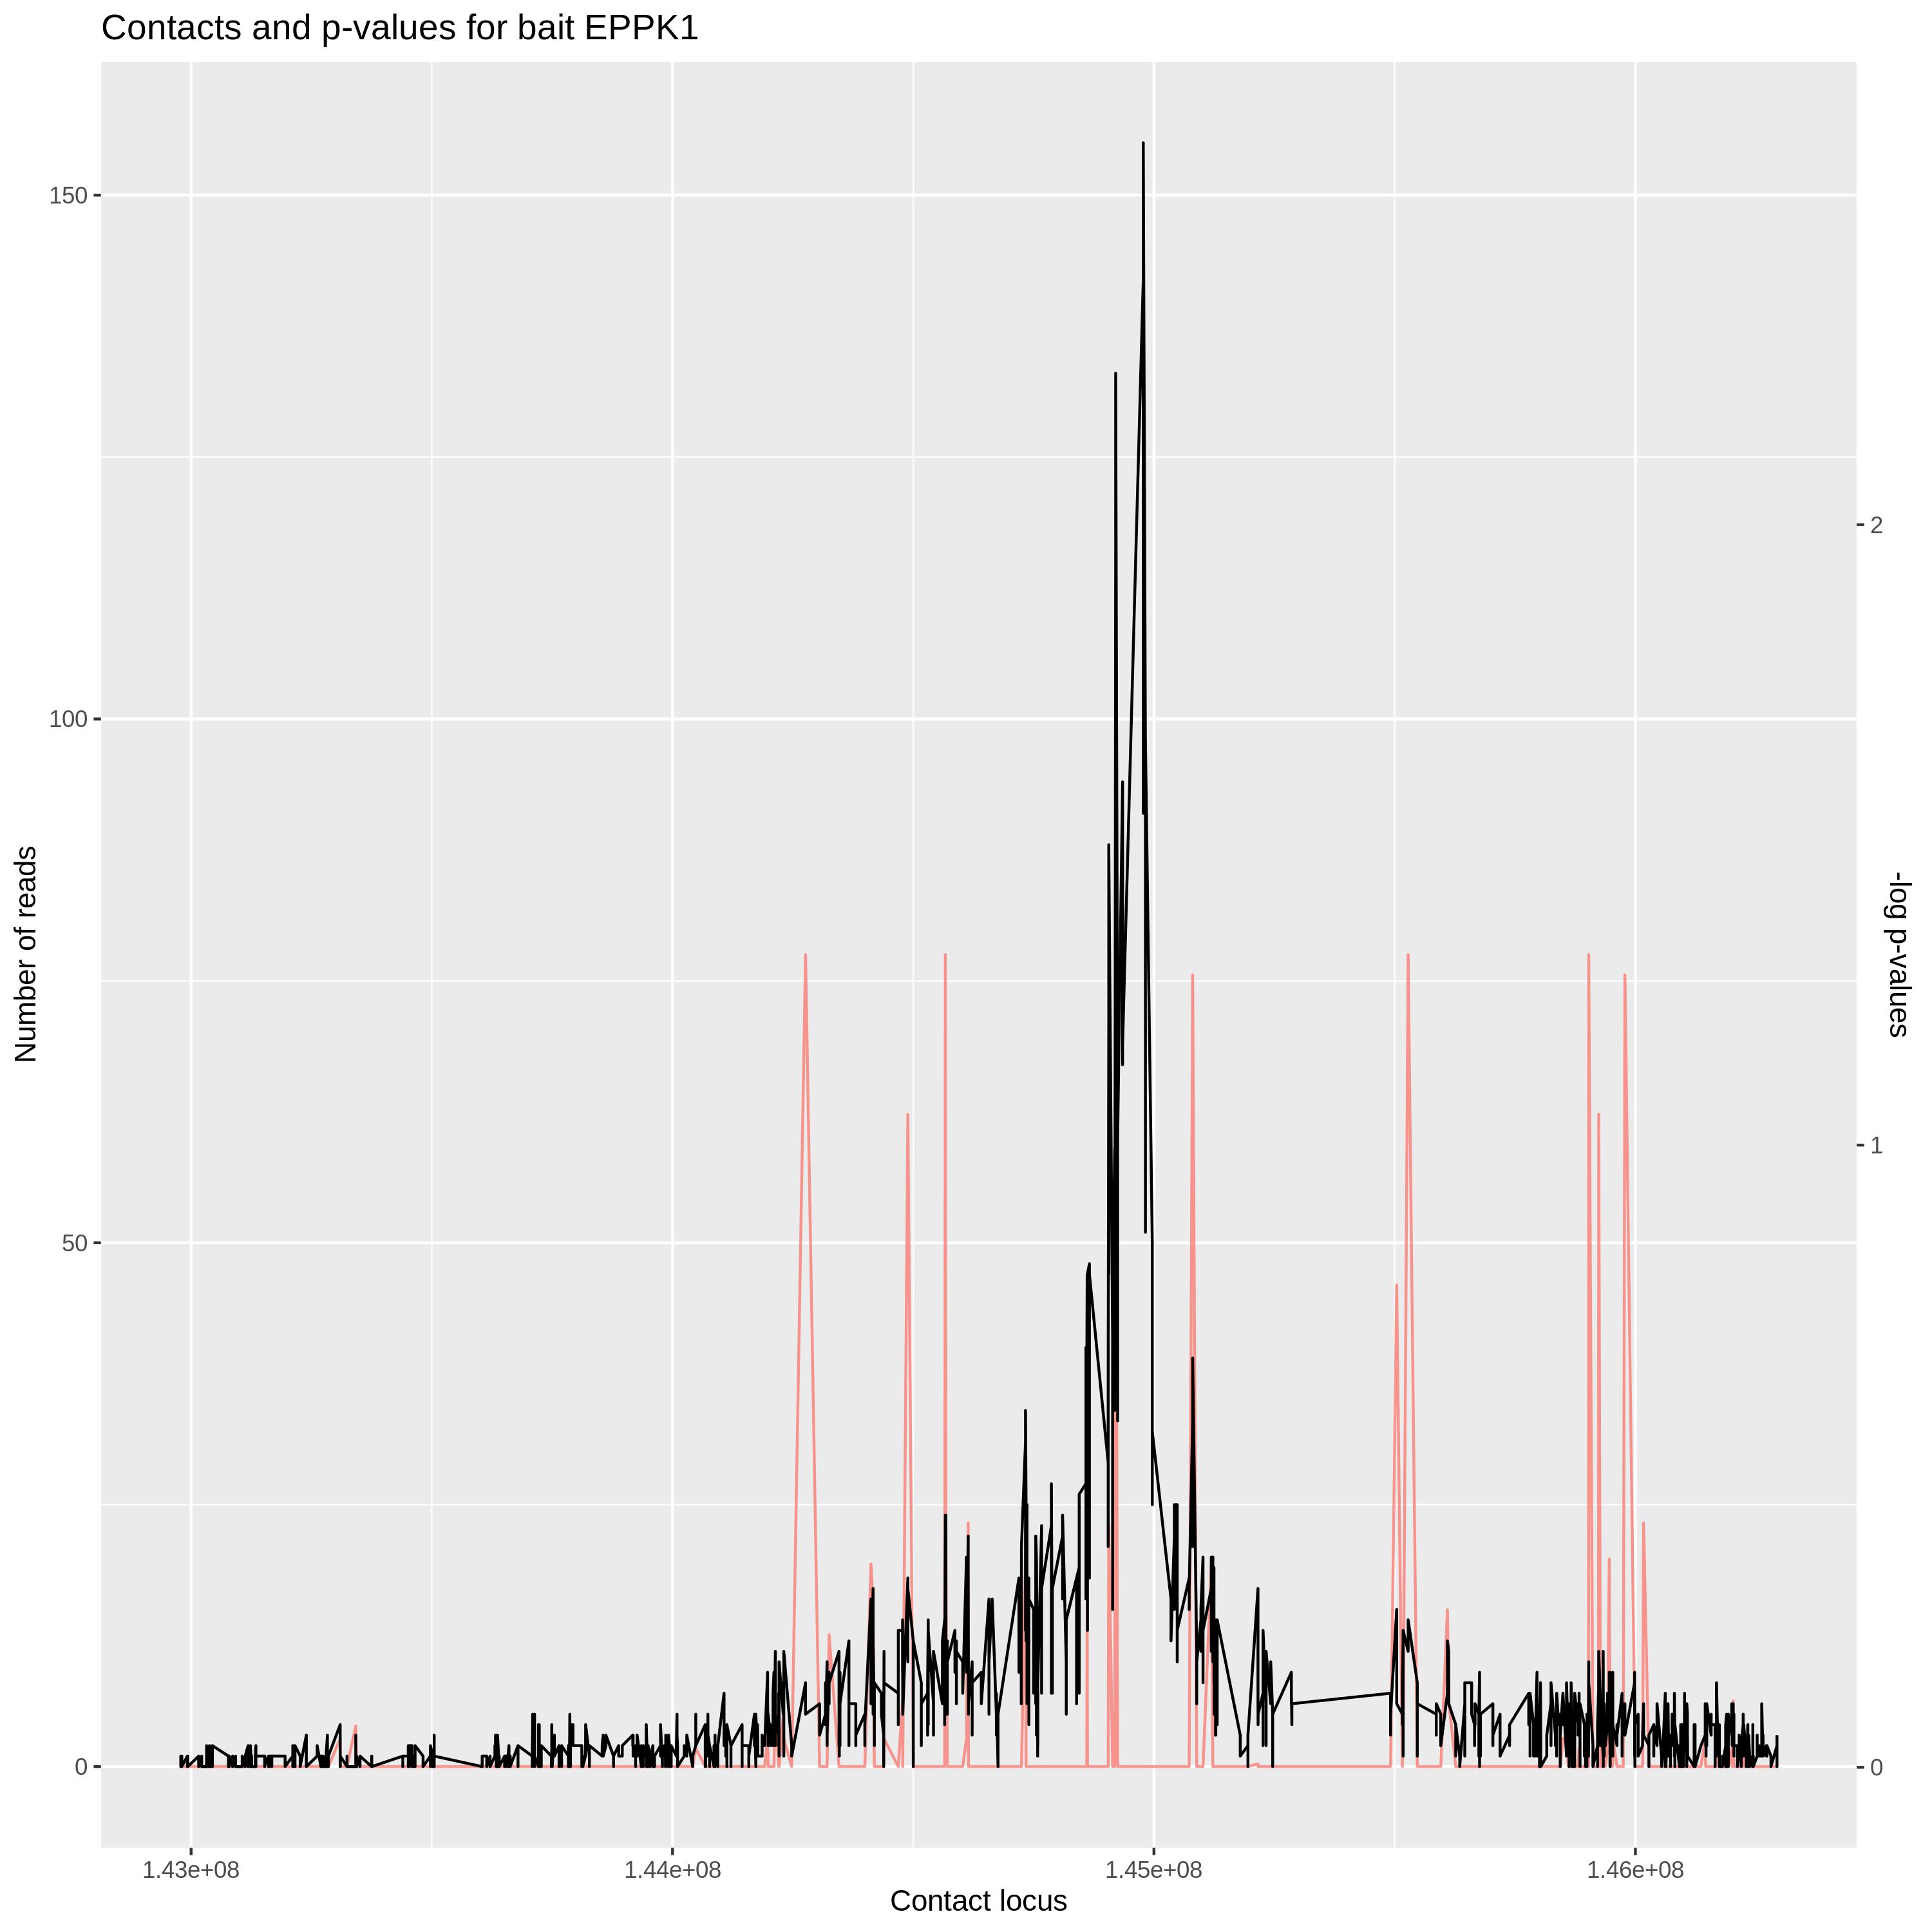 Contacts and p-values for bait EPPK1
150
100
50
0
Number of reads
2
1
0
-log p-values
1.43e+08
1.44e+08
1.45e+08
1.46e+08
Contact locus